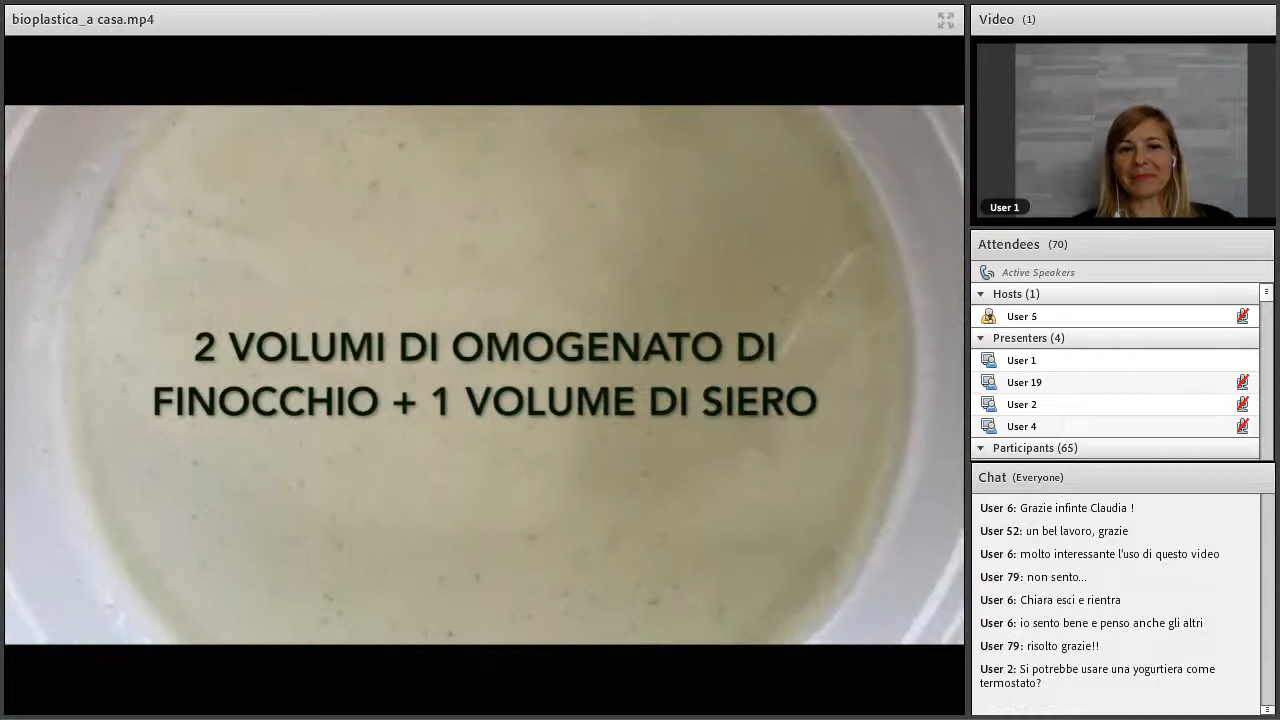 bioplastica_a casa.mp4
2 VOLUMI DI OMOGENATO DI
FINOCCHIO + 1 VOLUME DI SIERO
Video (1)
User 1
Attendees (70)
Active Speakers
Hosts (1)
User 5
Presenters (4)
User 1
User 19
User 2
User 4
Participants (65)
Chat (Everyone)
User 6: Grazie infinte Claudia !
User 52: un bel lavoro, grazie
User 6: molto interessante l'uso di questo video
User 79: non sento...
User 6: Chiara esci e rientra
User 6: io sento bene e penso anche gli altri
User 79: risolto grazie!!
User 2: Si potrebbe usare una yogurtiera come
termostato?